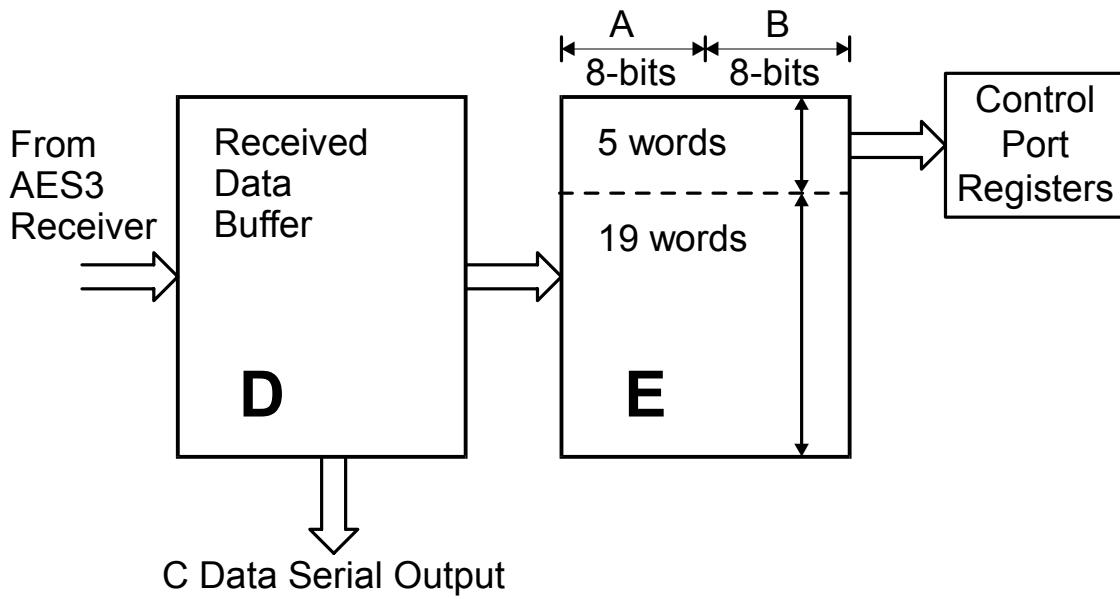 A
B
8-bits
8-bits
From
AES3
Receiver
Received
Data
Buffer
5 words
19 words
Control
Port
Registers
D
E
C Data Serial Output